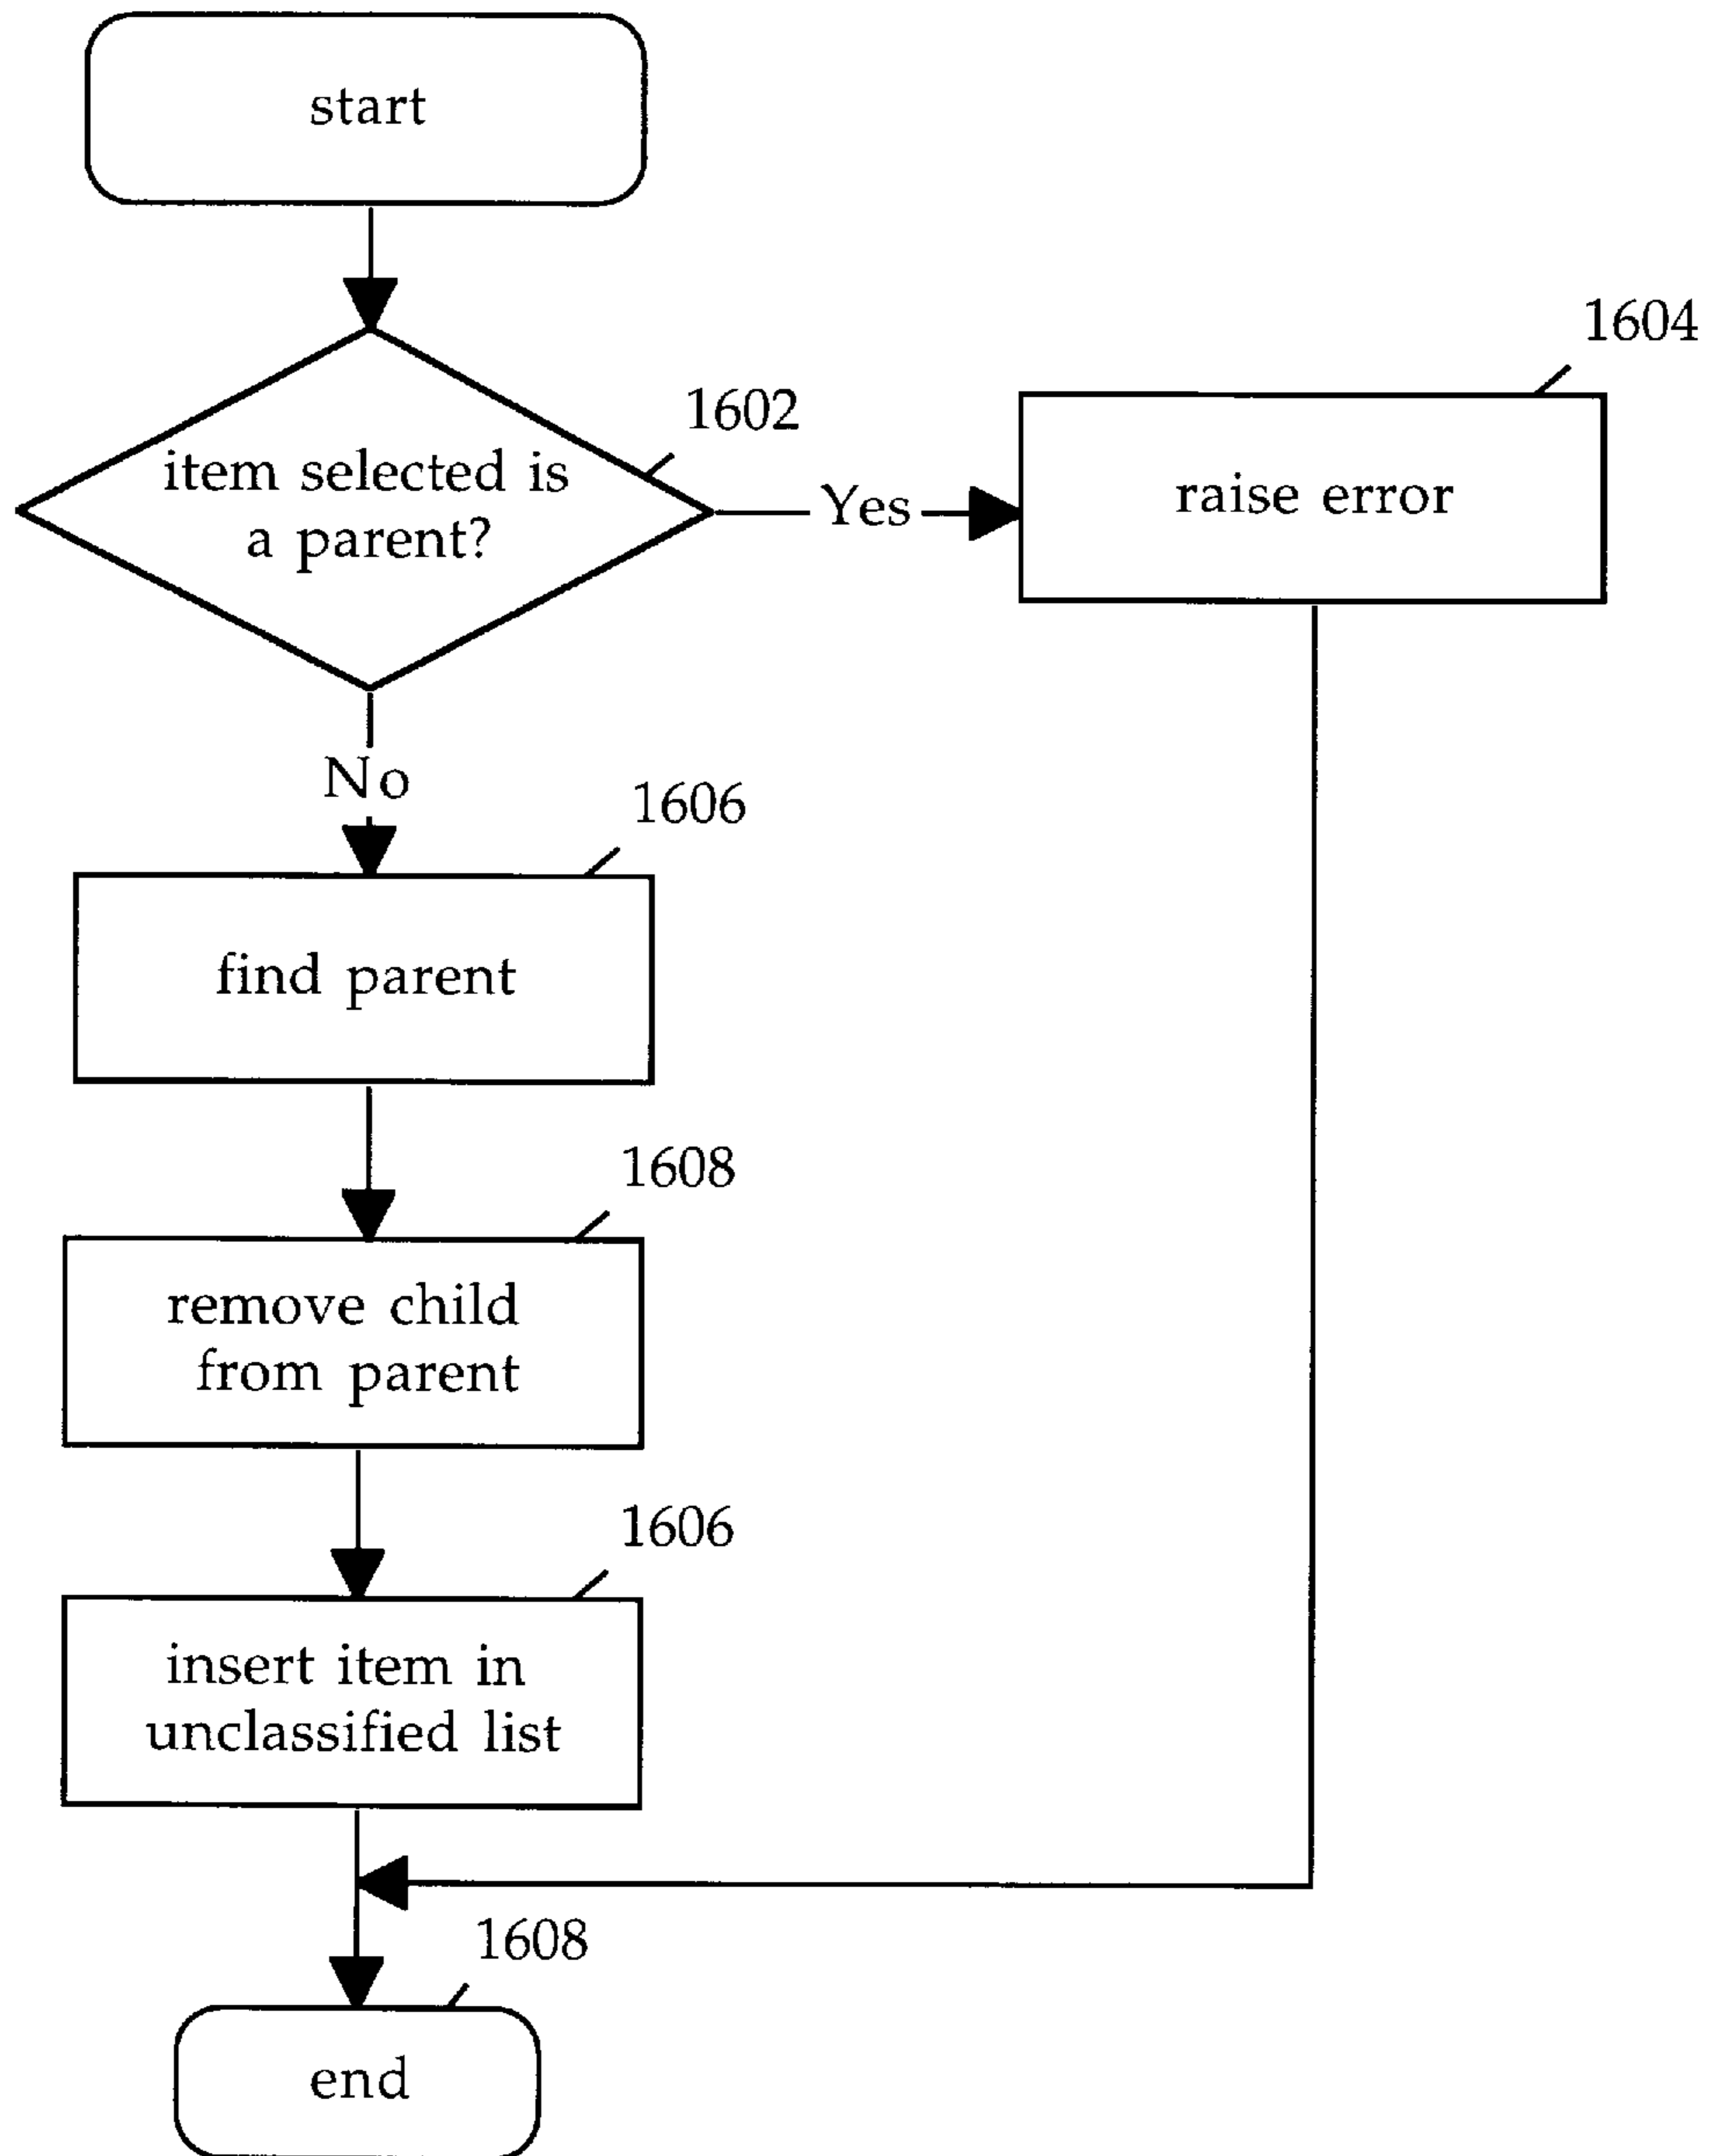 start
1604
1602
item selected is
a parent?
Yes
raise error
No
1606
find parent
1608
remove child
from parent
1606
insert item in
unclassified list
1608
end